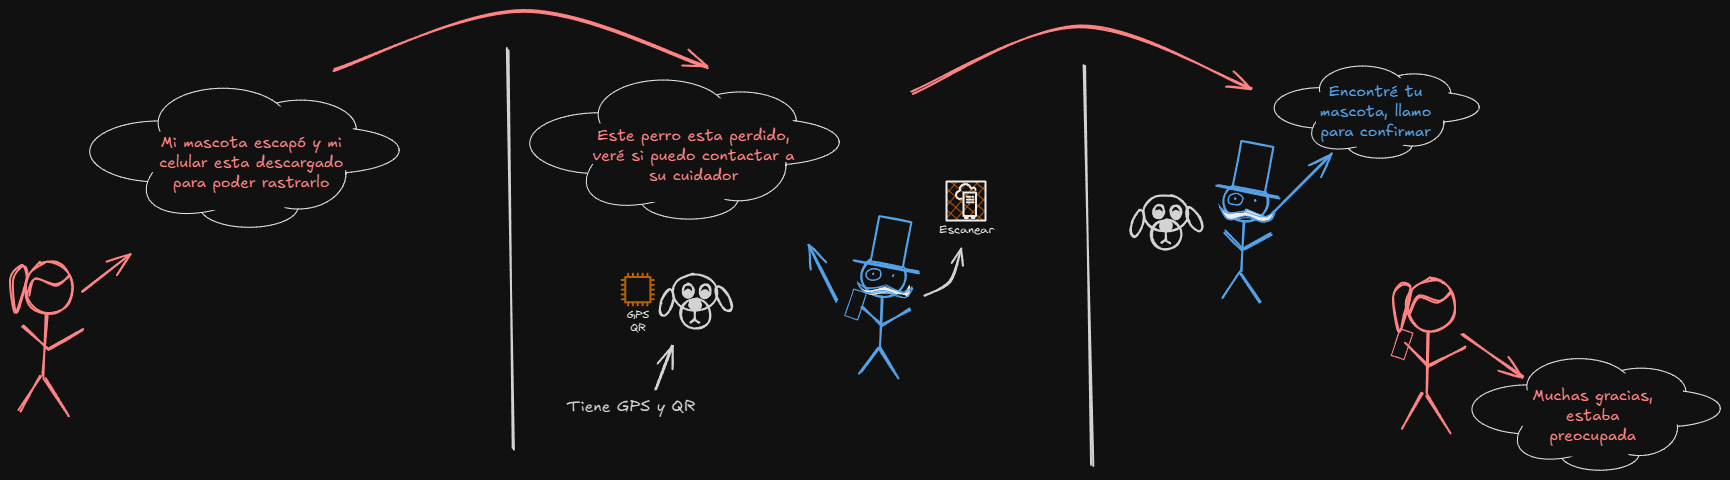 Mi mascota escapó y mi
celular esta descargado
para poder rastrarlo
Este perro esta perdido,
veré si puedo contactar a
su cuidador
Escanear
GPS
QR
Tiene GPS y QR
Encontré tu
mascota, llamo
para confirmar
Muchas gracias,
estaba
preocupada